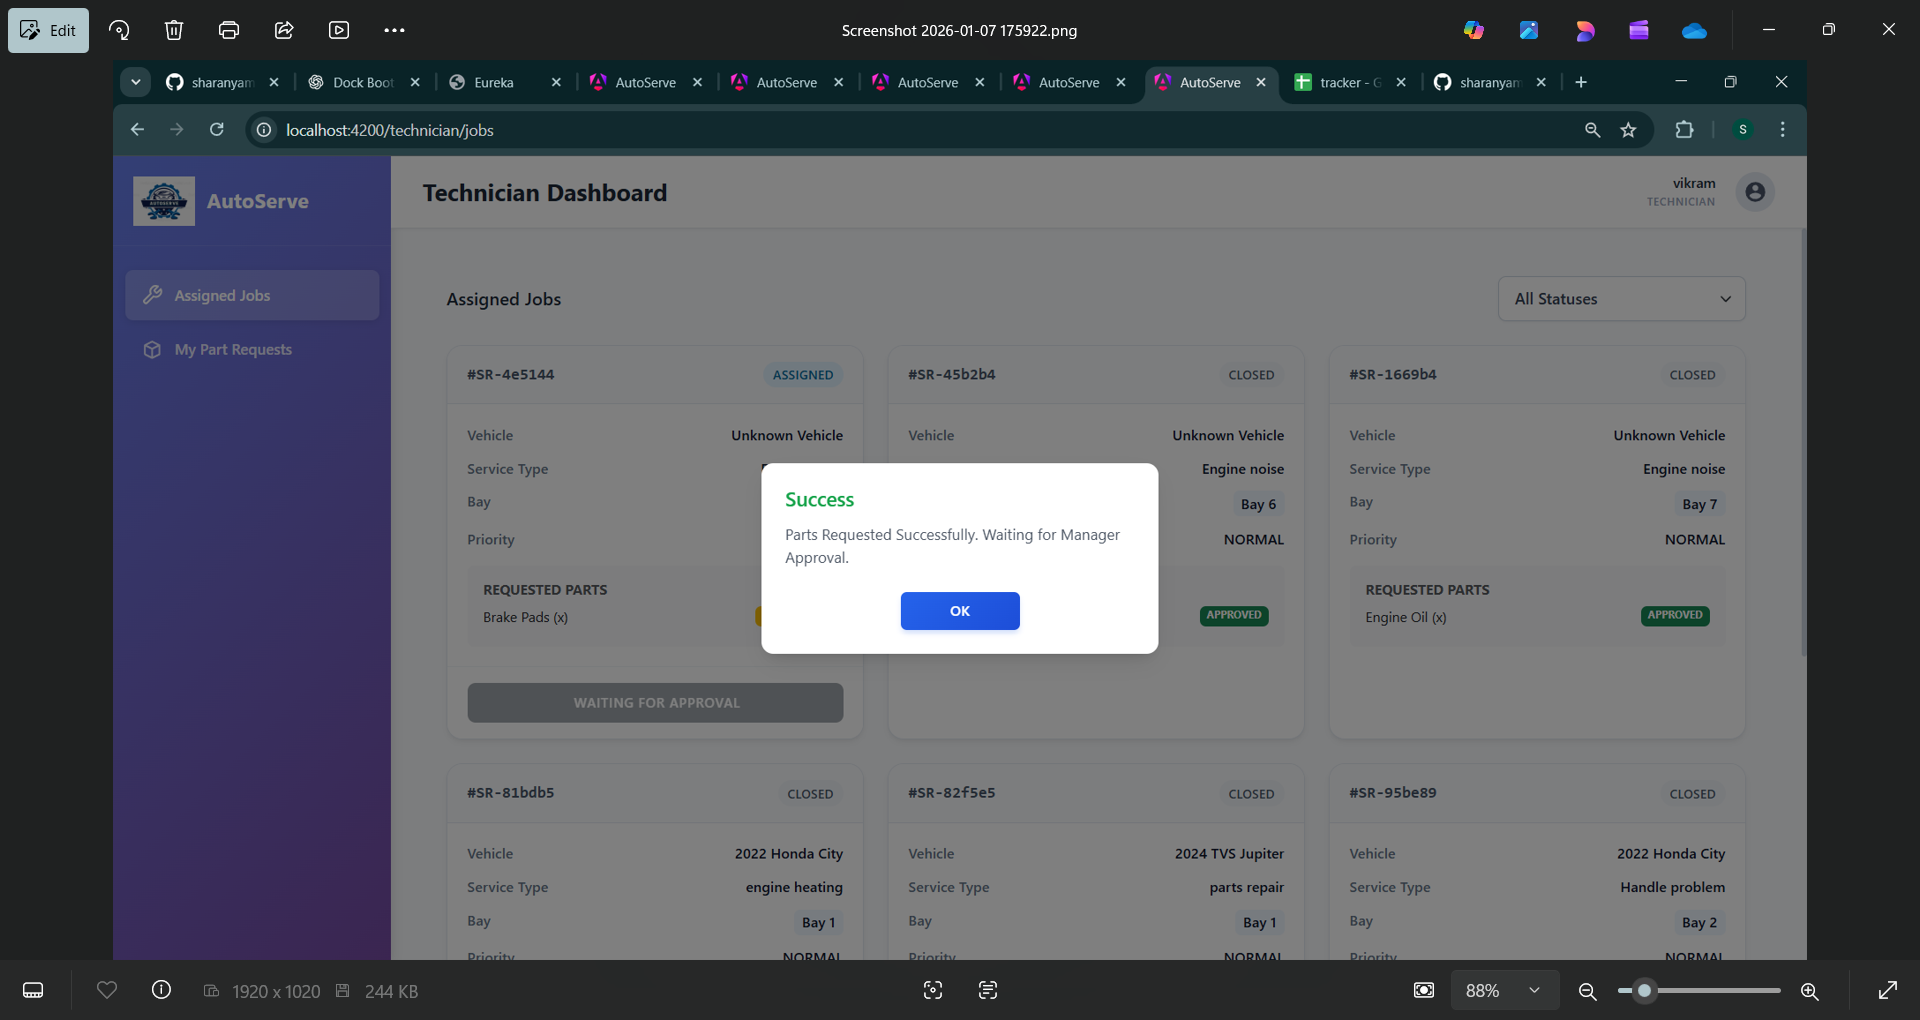 Edit
Screenshot 2026-01-07 175922.png
sharanyam
Dock Boot
Eureka
AutoServe
AutoServe
AutoServe
AutoServe
AutoServe
tracker - G
sharanyam
localhost:4200/technician/jobs
S
AutoServe
Technician Dashboard
vikram
TECHNICIAN
Assigned Jobs
My Part Requests
Assigned Jobs
All Statuses
#SR-4e5144 ASSIGNED
Vehicle Unknown Vehicle
Service Type
Bay
Priority
REQUESTED PARTS
Brake Pads (x)
WAITING FOR APPROVAL
#SR-45b2b4 CLOSED
Vehicle Unknown Vehicle
Engine noise
Bay 6
NORMAL
APPROVED
#SR-1669b4 CLOSED
Vehicle Unknown Vehicle
Service Type Engine noise
Bay Bay 7
Priority NORMAL
REQUESTED PARTS
Engine Oil (x) APPROVED
Success
Parts Requested Successfully. Waiting for Manager
Approval.
OK
#SR-81bdb5 CLOSED
Vehicle 2022 Honda City
Service Type engine heating
Bay Bay 1
Priority NORMAL
#SR-82f5e5 CLOSED
Vehicle 2024 TVS Jupiter
Service Type parts repair
Bay Bay 1
Priority NORMAL
#SR-95be89 CLOSED
Vehicle 2022 Honda City
Service Type Handle problem
Bay Bay 2
Priority NORMAL
1920 x 1020
244 KB
88%